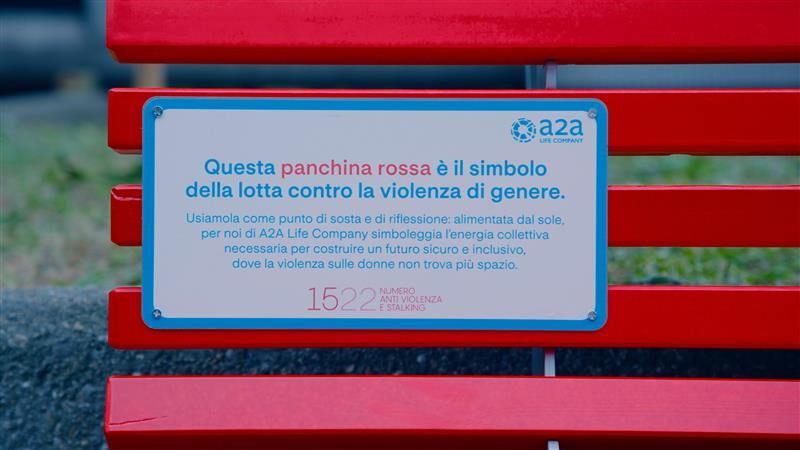 a2a
LIFE COMPANY
Questa panchina rossa è il simbolo
della lotta contro la violenza di genere.
Usiamola come punto di sosta e di riflessione: alimentata dal sole,
per noi di A2A Life Company simboleggia l'energia collettiva
necessaria per costruire un futuro sicuro e inclusivo,
dove la violenza sulle donne non trova più spazio.
1522 NUMERO
ANTI VIOLENZA
E STALKING